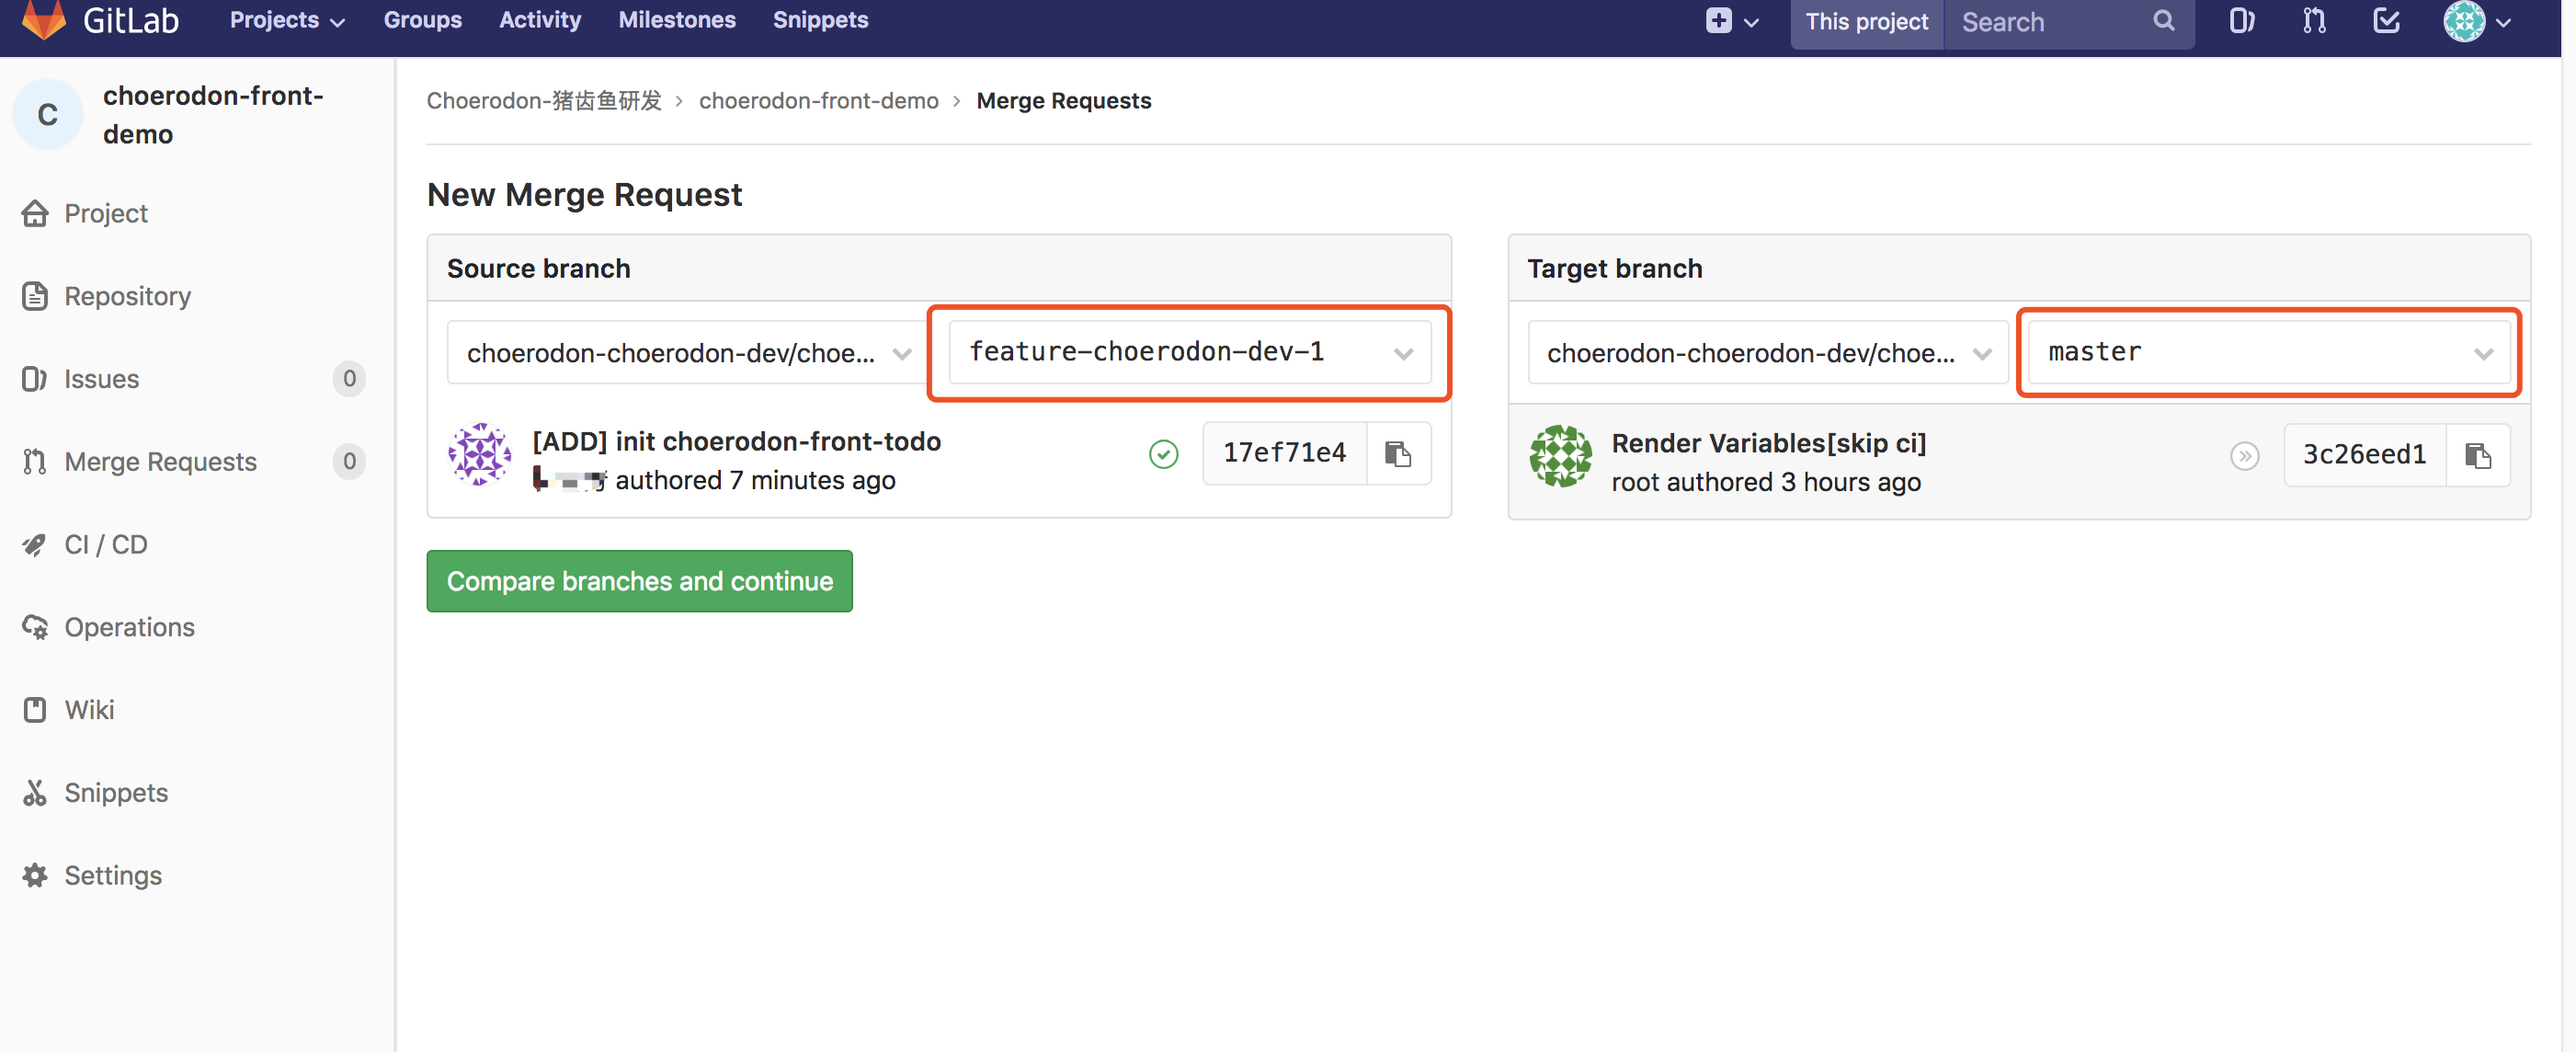 GitLab
Projects
Groups
Activity
Milestones
Snippets
This project
Search
C
choerodon-front-
demo
Project
Repository
Issues
0
Merge Requests
0
CI / CD
Operations
Wiki
Snippets
Settings
Choerodon-猪齿鱼研发 › choerodon-front-demo › Merge Requests
New Merge Request
Source branch
choerodon-choerodon-dev/choe...
feature-choerodon-dev-1
[ADD] init choerodon-front-todo
authored 7 minutes ago
17ef71e4
Target branch
choerodon-choerodon-dev/choe...
master
Render Variables[skip ci]
root authored 3 hours ago
3c26eed1
Compare branches and continue